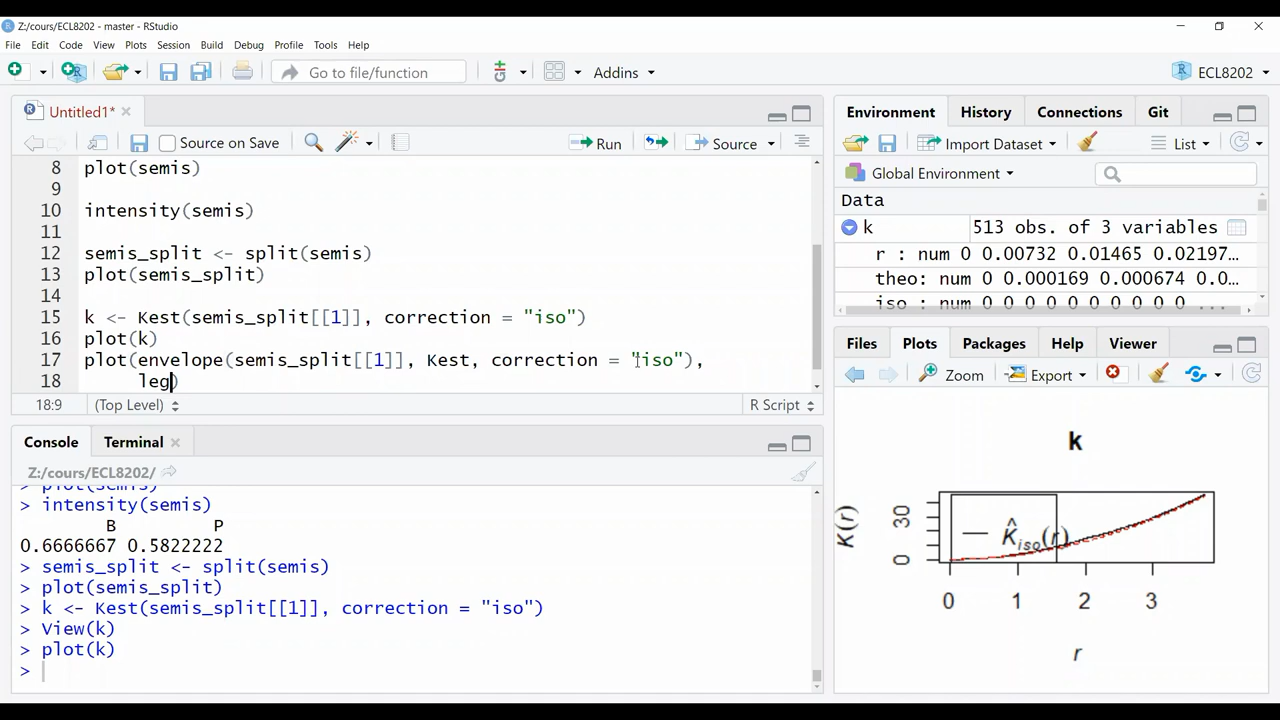 Z:/cours/ECL8202 - master - RStudio
File Edit Code View Plots Session Build Debug Profile Tools Help
Go to file/function Addins ECL8202
Untitled1*
Source on Save Run Source
8 plot(semis)
9
10 intensity(semis)
11
12 semis_split <- split(semis)
13 plot(semis_split)
14
15 k <- Kest(semis_split[[1]], correction = "iso")
16 plot(k)
17 plot(envelope(semis_split[[1]], Kest, correction = "iso"),
18 leg)
18:9 (Top Level) R Script
Console Terminal
Z:/cours/ECL8202/
> plot(semis)
> intensity(semis)
B P
0.6666667 0.5822222
> semis_split <- split(semis)
> plot(semis_split)
> k <- Kest(semis_split[[1]], correction = "iso")
> View(k)
> plot(k)
>
Environment History Connections Git
Import Dataset List
Global Environment
Data
k 513 obs. of 3 variables
r : num 0 0.00732 0.01465 0.02197...
theo: num 0 0.000169 0.000674 0.0...
iso : num 0 0 0 0 0 0 0 0 0 0 ...
Files Plots Packages Help Viewer
Zoom Export
k
K(r)
30
0
K̂iso(r)
0 1 2 3
r